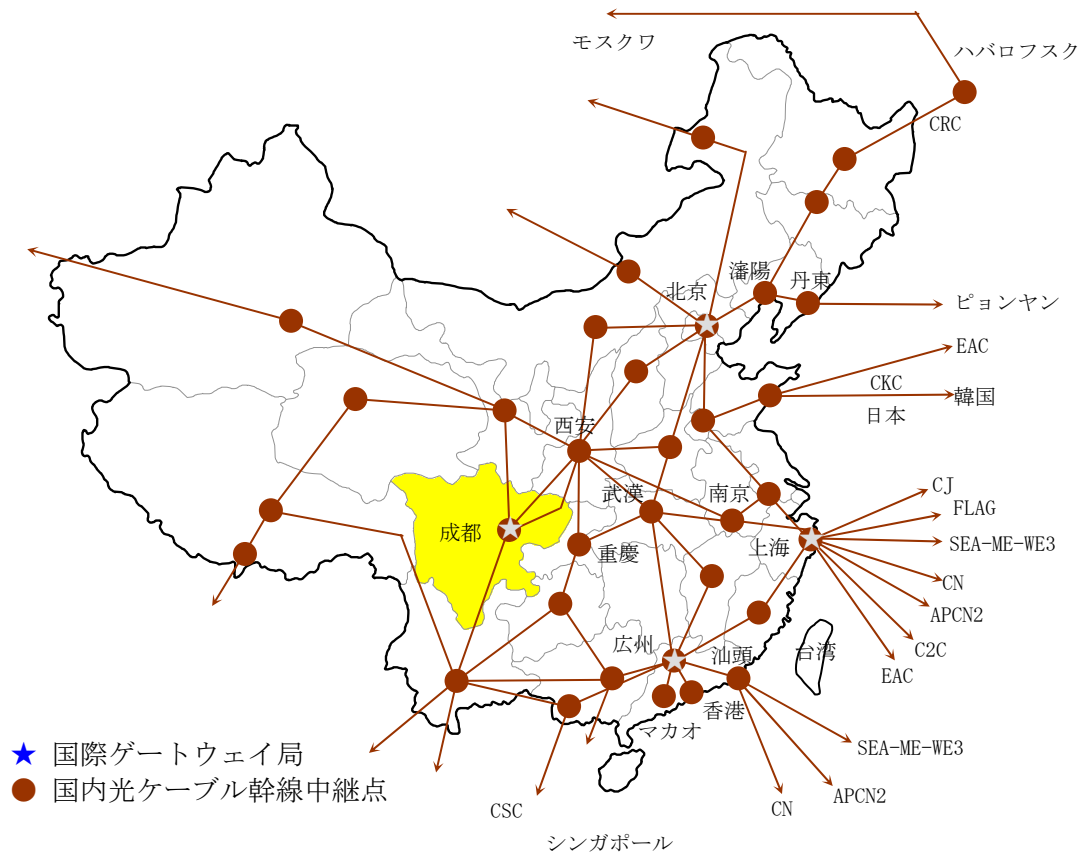 モスクワ
ハバロフスク
CRC
瀋陽
丹東
北京
ピョンヤン
EAC
CKC
韓国
日本
西安
武漢
南京
CJ
FLAG
成都
重慶
上海
SEA-ME-WE3
CN
APCN2
C2C
EAC
広州
汕頭
台湾
香港
マカオ
SEA-ME-WE3
APCN2
CN
CSC
シンガポール
国際ゲートウェイ局
国内光ケーブル幹線中継点